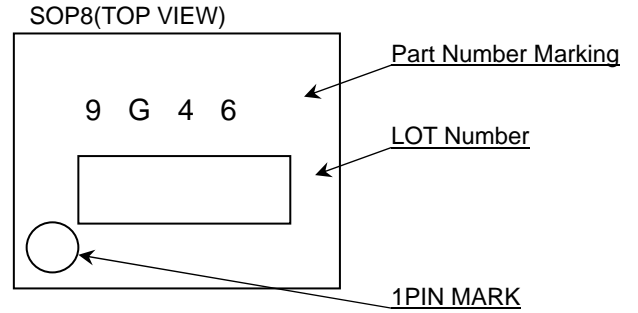 SOP8(TOP VIEW)
Part Number Marking
9 G 4 6
LOT Number
1PIN MARK